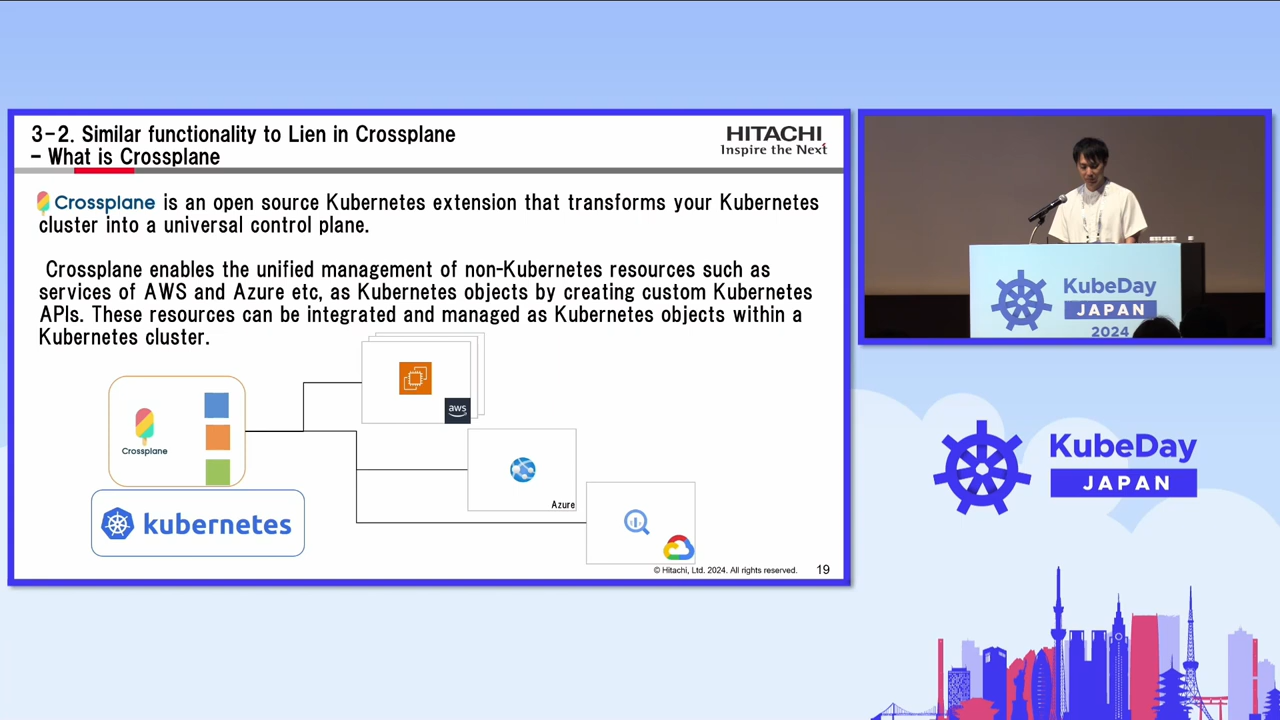 3-2. Similar functionality to Lien in Crossplane
- What is Crossplane
HITACHI
Inspire the Next
Crossplane is an open source Kubernetes extension that transforms your Kubernetes
cluster into a universal control plane.
Crossplane enables the unified management of non-Kubernetes resources such as
services of AWS and Azure etc, as Kubernetes objects by creating custom Kubernetes
APIs. These resources can be integrated and managed as Kubernetes objects within a
Kubernetes cluster.
Crossplane
aws
Azure
kubernetes
© Hitachi, Ltd. 2024. All rights reserved.
19
KubeDay
JAPAN
2024
KubeDay
JAPAN